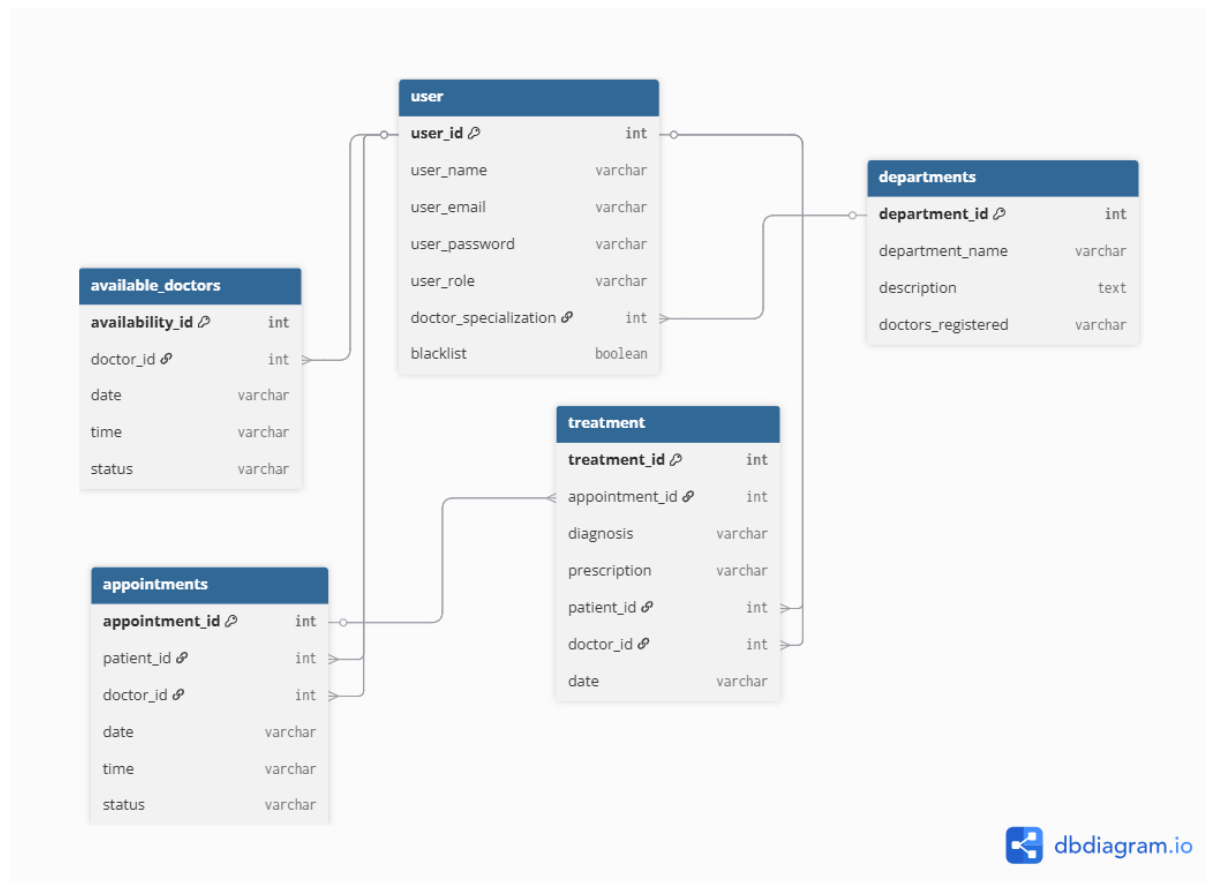 user
user_id int
user_name varchar
user_email varchar
user_password varchar
user_role varchar
doctor_specialization int
blacklist boolean
departments
department_id int
department_name varchar
description text
doctors_registered varchar
available_doctors
availability_id int
doctor_id int
date varchar
time varchar
status varchar
treatment
treatment_id int
appointment_id int
diagnosis varchar
prescription varchar
patient_id int
doctor_id int
date varchar
appointments
appointment_id int
patient_id int
doctor_id int
date varchar
time varchar
status varchar
dbdiagram.io